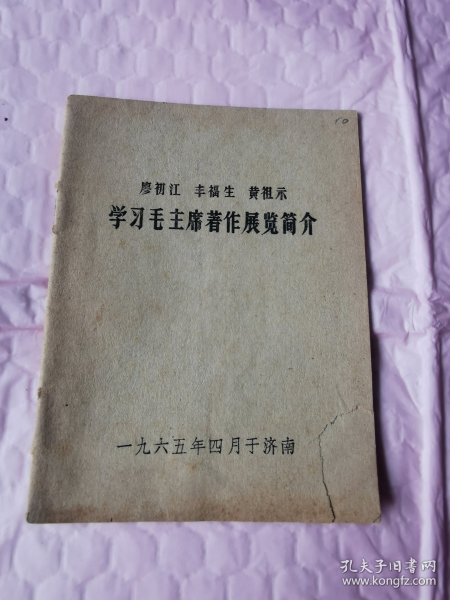 10
廖初江 丰福生 黄祖示
学习毛主席著作展览简介
一九六五年四月于济南
孔夫子旧书网
www.kongfz.com